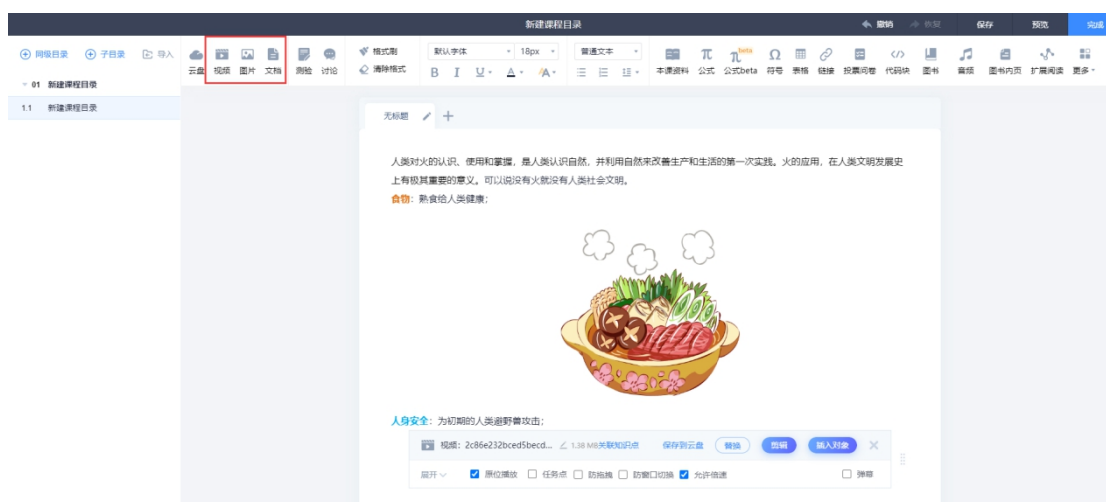 新建课程目录 撤销 恢复 保存 预览 完成
同级目录 子目录 导入
云盘 视频 图片 文档 测验 讨论
格式刷 默认字体 18px 普通文本
清除格式 B I U A A
本课资料 公式 公式beta 符号 表格 链接 投票问卷 代码块 图书 音频 图书内页 扩展阅读 更多
beta
01 新建课程目录
1.1 新建课程目录
无标题
人类对火的认识、使用和掌握，是人类认识自然，并利用自然来改善生产和生活的第一次实践。火的应用，在人类文明发展史
上有极其重要的意义。可以说没有火就没有人类社会文明。
食物：熟食给人类健康；
人身安全：为初期的人类避野兽攻击；
视频：2c86e232bced5becd... 1.38 MB 关联知识点 保存到云盘 替换 剪辑 插入对象
展开 原位播放 任务点 防拖拽 防窗口切换 允许倍速 弹幕